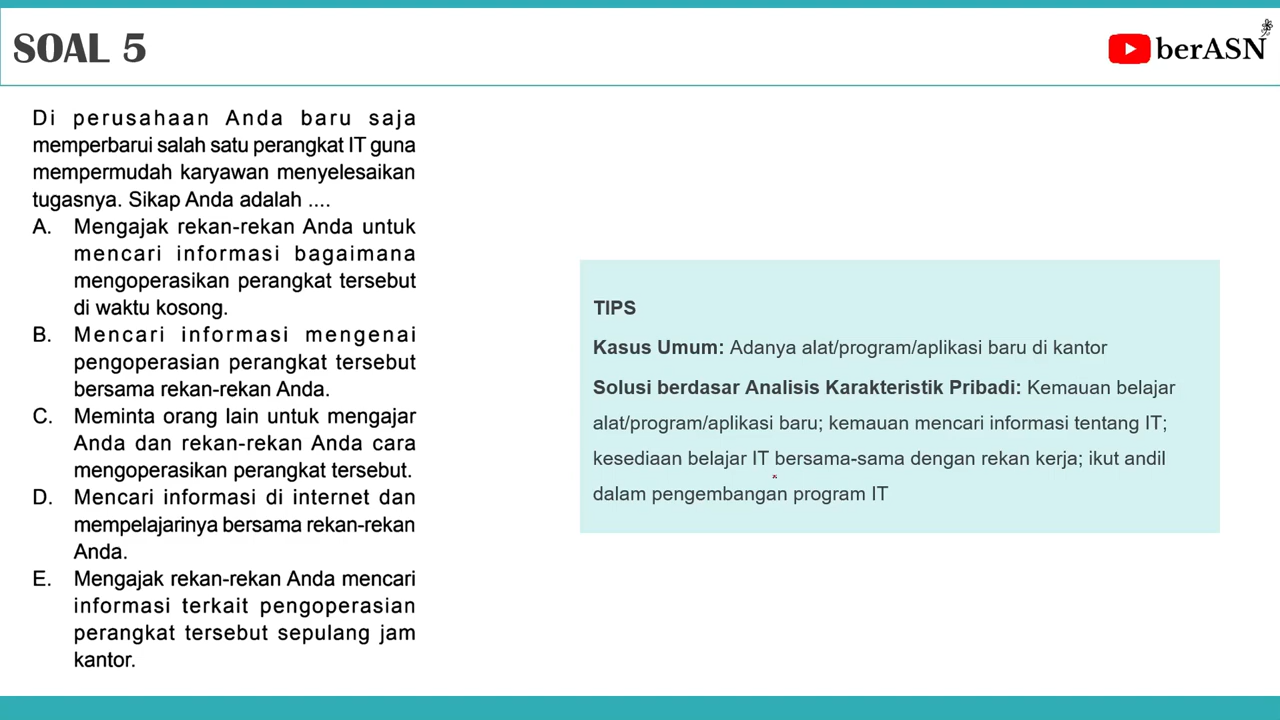 SOAL 5
berASN
Di perusahaan Anda baru saja
memperbarui salah satu perangkat IT guna
mempermudah karyawan menyelesaikan
tugasnya. Sikap Anda adalah ....
A. Mengajak rekan-rekan Anda untuk
mencari informasi bagaimana
mengoperasikan perangkat tersebut
di waktu kosong.
B. Mencari informasi mengenai
pengoperasian perangkat tersebut
bersama rekan-rekan Anda.
C. Meminta orang lain untuk mengajar
Anda dan rekan-rekan Anda cara
mengoperasikan perangkat tersebut.
D. Mencari informasi di internet dan
mempelajarinya bersama rekan-rekan
Anda.
E. Mengajak rekan-rekan Anda mencari
informasi terkait pengoperasian
perangkat tersebut sepulang jam
kantor.
TIPS
Kasus Umum: Adanya alat/program/aplikasi baru di kantor
Solusi berdasar Analisis Karakteristik Pribadi: Kemauan belajar
alat/program/aplikasi baru; kemauan mencari informasi tentang IT;
kesediaan belajar IT bersama-sama dengan rekan kerja; ikut andil
dalam pengembangan program IT